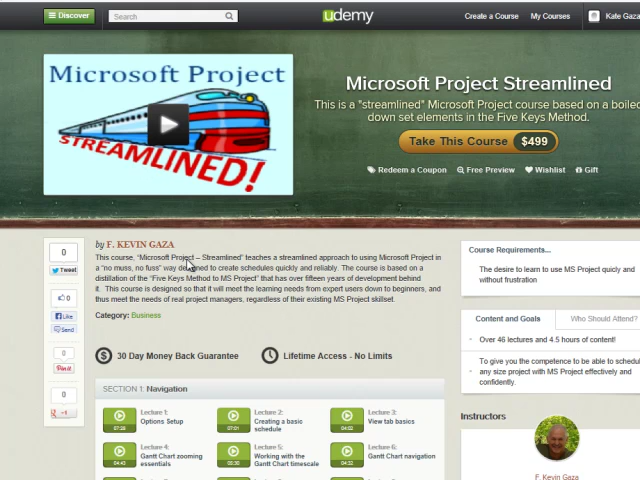 Discover
Search
udemy
Create a Course
My Courses
Kate Gaza
Microsoft Project
STREAMLINED!
Microsoft Project Streamlined
This is a "streamlined" Microsoft Project course based on a boiled
down set elements in the Five Keys Method.
Take This Course $499
Redeem a Coupon
Free Preview
Wishlist
Gift
0
Tweet
0
Like
Send
0
Pin it
0
+1
by F. KEVIN GAZA
This course, "Microsoft Project – Streamlined" teaches a streamlined approach to using Microsoft Project in
a "no muss, no fuss" way designed to create schedules quickly and reliably. The course is based on a
distillation of the "Five Keys Method to MS Project" that has over fifteen years of development behind
it. This course is designed so that it will meet the learning needs from expert users down to beginners, and
thus meet the needs of real project managers, regardless of their existing MS Project skillset.
Category: Business
30 Day Money Back Guarantee
Lifetime Access - No Limits
SECTION 1: Navigation
Lecture 1:
Options Setup
07:28
Lecture 2:
Creating a basic
schedule
07:01
Lecture 3:
View tab basics
04:02
Lecture 4:
Gantt Chart zooming
essentials
04:43
Lecture 5:
Working with the
Gantt Chart timescale
Lecture 6:
Gantt Chart navigation
04:32
Course Requirements...
The desire to learn to use MS Project quicly and
without frustration
Content and Goals
Who Should Attend?
Over 46 lectures and 4.5 hours of content!
To give you the competence to be able to schedul
any size project with MS Project effectively and
confidently.
Instructors
F. Kevin Gaza